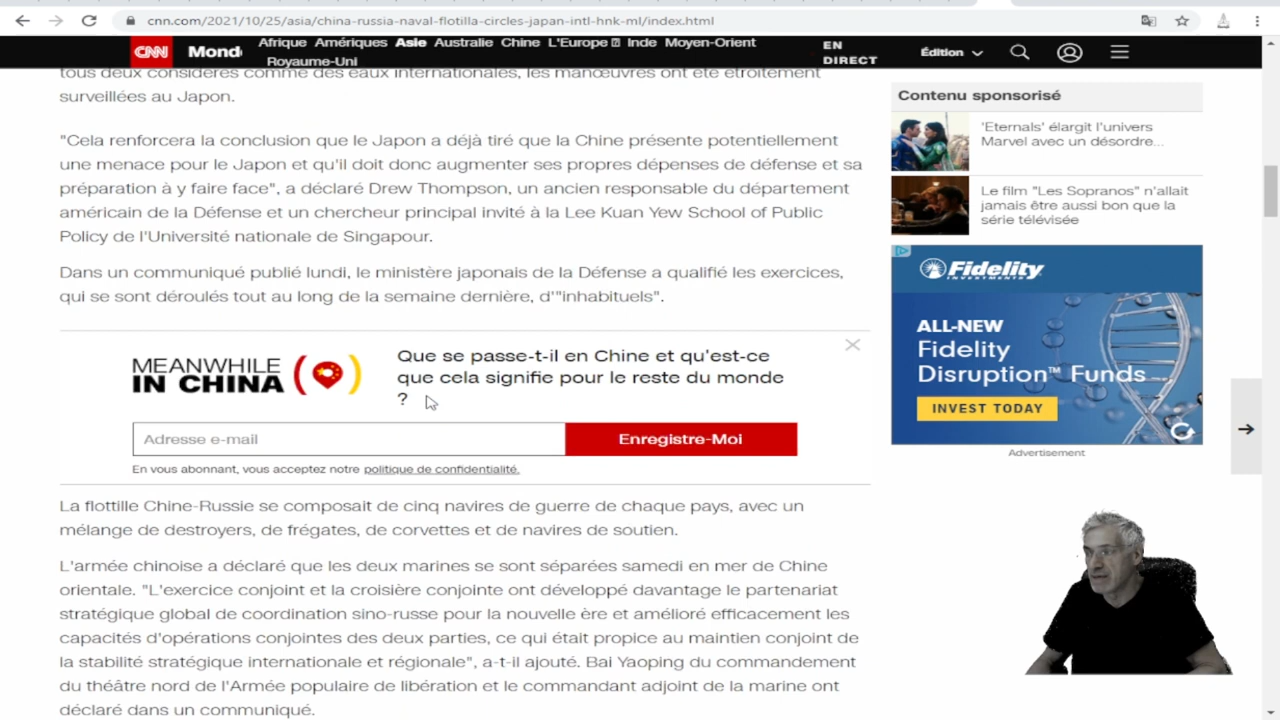 cnn.com/2021/10/25/asia/china-russia-naval-flotilla-circles-japan-intl-hnk-ml/index.html
CNN Mond
Afrique Amériques Asie Australie Chine L'Europe Inde Moyen-Orient
Royaume-Uni
EN
DIRECT
Édition
tous deux considérés comme des eaux internationales, les manœuvres ont été étroitement
surveillées au Japon.
"Cela renforcera la conclusion que le Japon a déjà tiré que la Chine présente potentiellement
une menace pour le Japon et qu'il doit donc augmenter ses propres dépenses de défense et sa
préparation à y faire face", a déclaré Drew Thompson, un ancien responsable du département
américain de la Défense et un chercheur principal invité à la Lee Kuan Yew School of Public
Policy de l'Université nationale de Singapour.
Dans un communiqué publié lundi, le ministère japonais de la Défense a qualifié les exercices,
qui se sont déroulés tout au long de la semaine dernière, d'"inhabituels".
MEANWHILE
IN CHINA
Que se passe-t-il en Chine et qu'est-ce
que cela signifie pour le reste du monde
?
Adresse e-mail
Enregistre-Moi
En vous abonnant, vous acceptez notre politique de confidentialité.
La flottille Chine-Russie se composait de cinq navires de guerre de chaque pays, avec un
mélange de destroyers, de frégates, de corvettes et de navires de soutien.
L'armée chinoise a déclaré que les deux marines se sont séparées samedi en mer de Chine
orientale. "L'exercice conjoint et la croisière conjointe ont développé davantage le partenariat
stratégique global de coordination sino-russe pour la nouvelle ère et amélioré efficacement les
capacités d'opérations conjointes des deux parties, ce qui était propice au maintien conjoint de
la stabilité stratégique internationale et régionale", a-t-il ajouté. Bai Yaoping du commandement
du théâtre nord de l'Armée populaire de libération et le commandant adjoint de la marine ont
déclaré dans un communiqué.
Contenu sponsorisé
'Eternals' élargit l'univers
Marvel avec un désordre...
Le film "Les Sopranos" n'allait
jamais être aussi bon que la
série télévisée
Fidelity
INVESTMENTS
ALL-NEW
Fidelity
Disruption™ Funds
INVEST TODAY
Advertisement